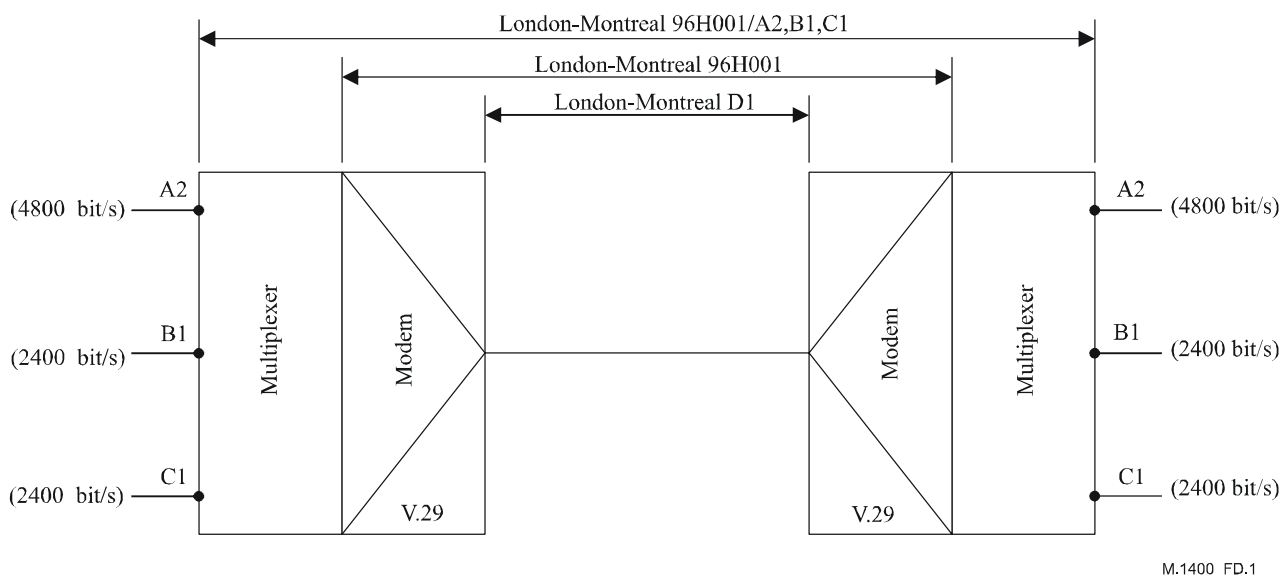 London-Montreal 96H001/A2,B1,C1
London-Montreal 96H001
London-Montreal D1
A2
(4800 bit/s)
B1
(2400 bit/s)
C1
(2400 bit/s)
Multiplexer
Modem
V.29
Modem
V.29
Multiplexer
A2
(4800 bit/s)
B1
(2400 bit/s)
C1
(2400 bit/s)
M.1400 FD.1